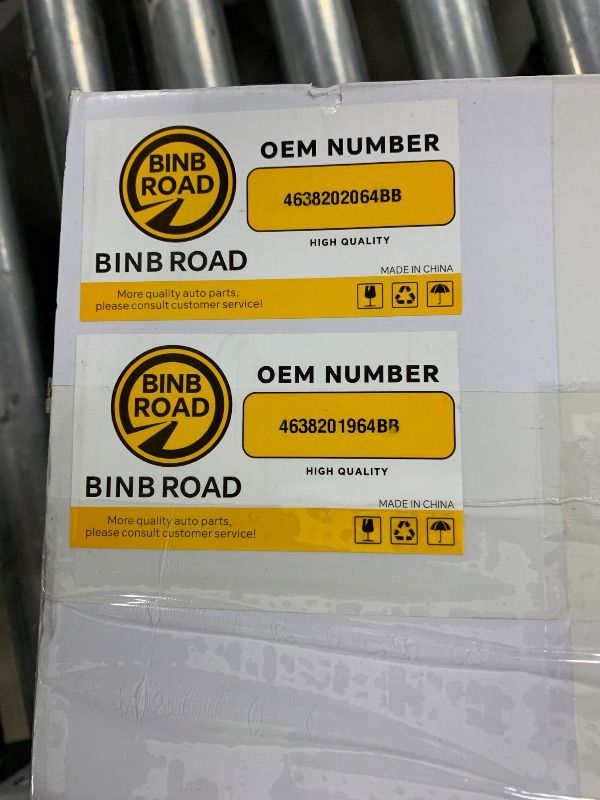 BINB
ROAD
BINB ROAD
OEM NUMBER
4638202064BB
HIGH QUALITY
MADE IN CHINA
More quality auto parts,
please consult customer service!
BINB
ROAD
BINB ROAD
OEM NUMBER
4638201964BB
HIGH QUALITY
MADE IN CHINA
More quality auto parts,
please consult customer service!